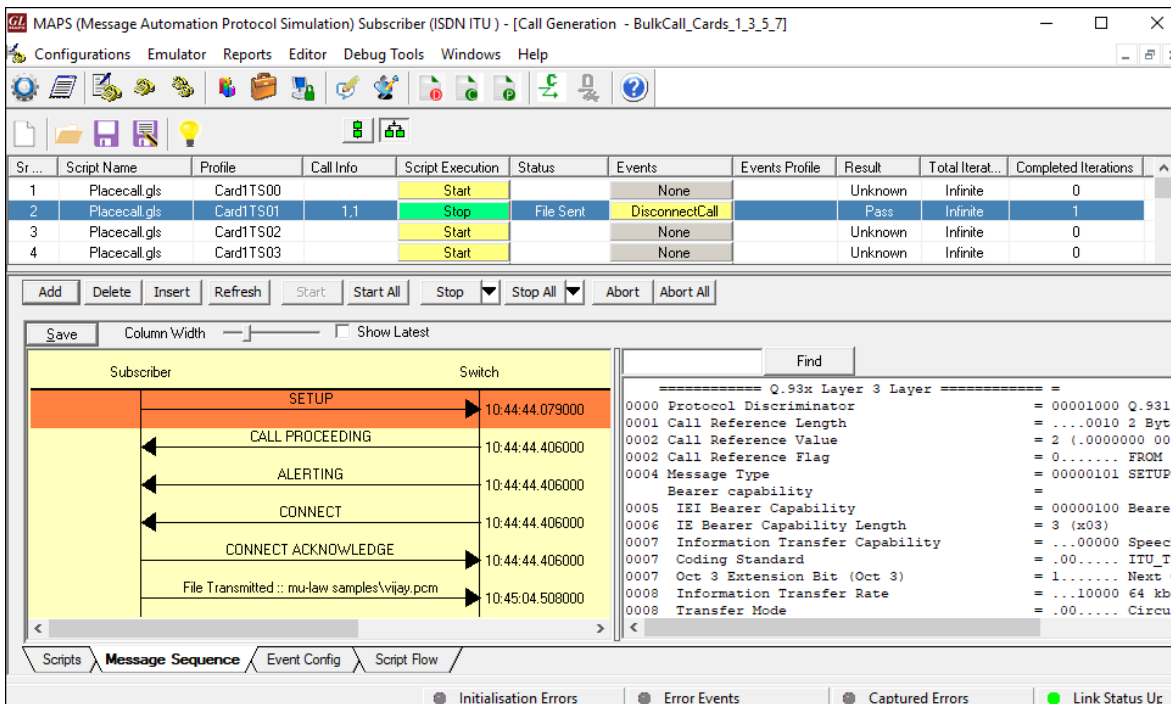 GL MAPS MAPS (Message Automation Protocol Simulation) Subscriber (ISDN ITU ) - [Call Generation - BulkCall_Cards_1_3_5_7]
Configurations Emulator Reports Editor Debug Tools Windows Help
Sr ... Script Name Profile Call Info Script Execution Status Events Events Profile Result Total Iterat... Completed Iterations
1 Placecall.gls Card1TS00 Start None Unknown Infinite 0
2 Placecall.gls Card1TS01 1,1 Stop File Sent DisconnectCall Pass Infinite 1
3 Placecall.gls Card1TS02 Start None Unknown Infinite 0
4 Placecall.gls Card1TS03 Start None Unknown Infinite 0
Add Delete Insert Refresh Start Start All Stop Stop All Abort Abort All
Save Column Width Show Latest
Subscriber Switch
SETUP
10:44:44.079000
CALL PROCEEDING
10:44:44.406000
ALERTING
10:44:44.406000
CONNECT
10:44:44.406000
CONNECT ACKNOWLEDGE
10:44:44.406000
File Transmitted :: mu-law samples\vijay.pcm
10:45:04.508000
Find
============ Q.93x Layer 3 Layer ============ =
0000 Protocol Discriminator = 00001000 Q.931
0001 Call Reference Length = ....0010 2 Byt
0002 Call Reference Value = 2 (.0000000 00
0002 Call Reference Flag = 0....... FROM
0004 Message Type = 00000101 SETUP
Bearer capability =
0005 IEI Bearer Capability = 00000100 Beare
0006 IE Bearer Capability Length = 3 (x03)
0007 Information Transfer Capability = ...00000 Speec
0007 Coding Standard = .00..... ITU_T
0007 Oct 3 Extension Bit (Oct 3) = 1....... Next
0008 Information Transfer Rate = ...10000 64 kb
0008 Transfer Mode = .00..... Circu
Scripts Message Sequence Event Config Script Flow
Initialisation Errors Error Events Captured Errors Link Status Up